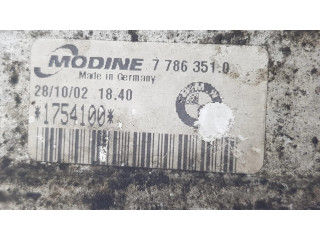 MODINE 7 786 351.0
Made in Germany
28/10/02 18.40
*1754100*